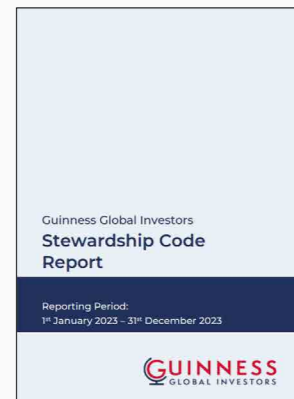 Guinness Global Investors
Stewardship Code
Report
Reporting Period:
1st January 2023 – 31st December 2023
GUINNESS
GLOBAL INVESTORS